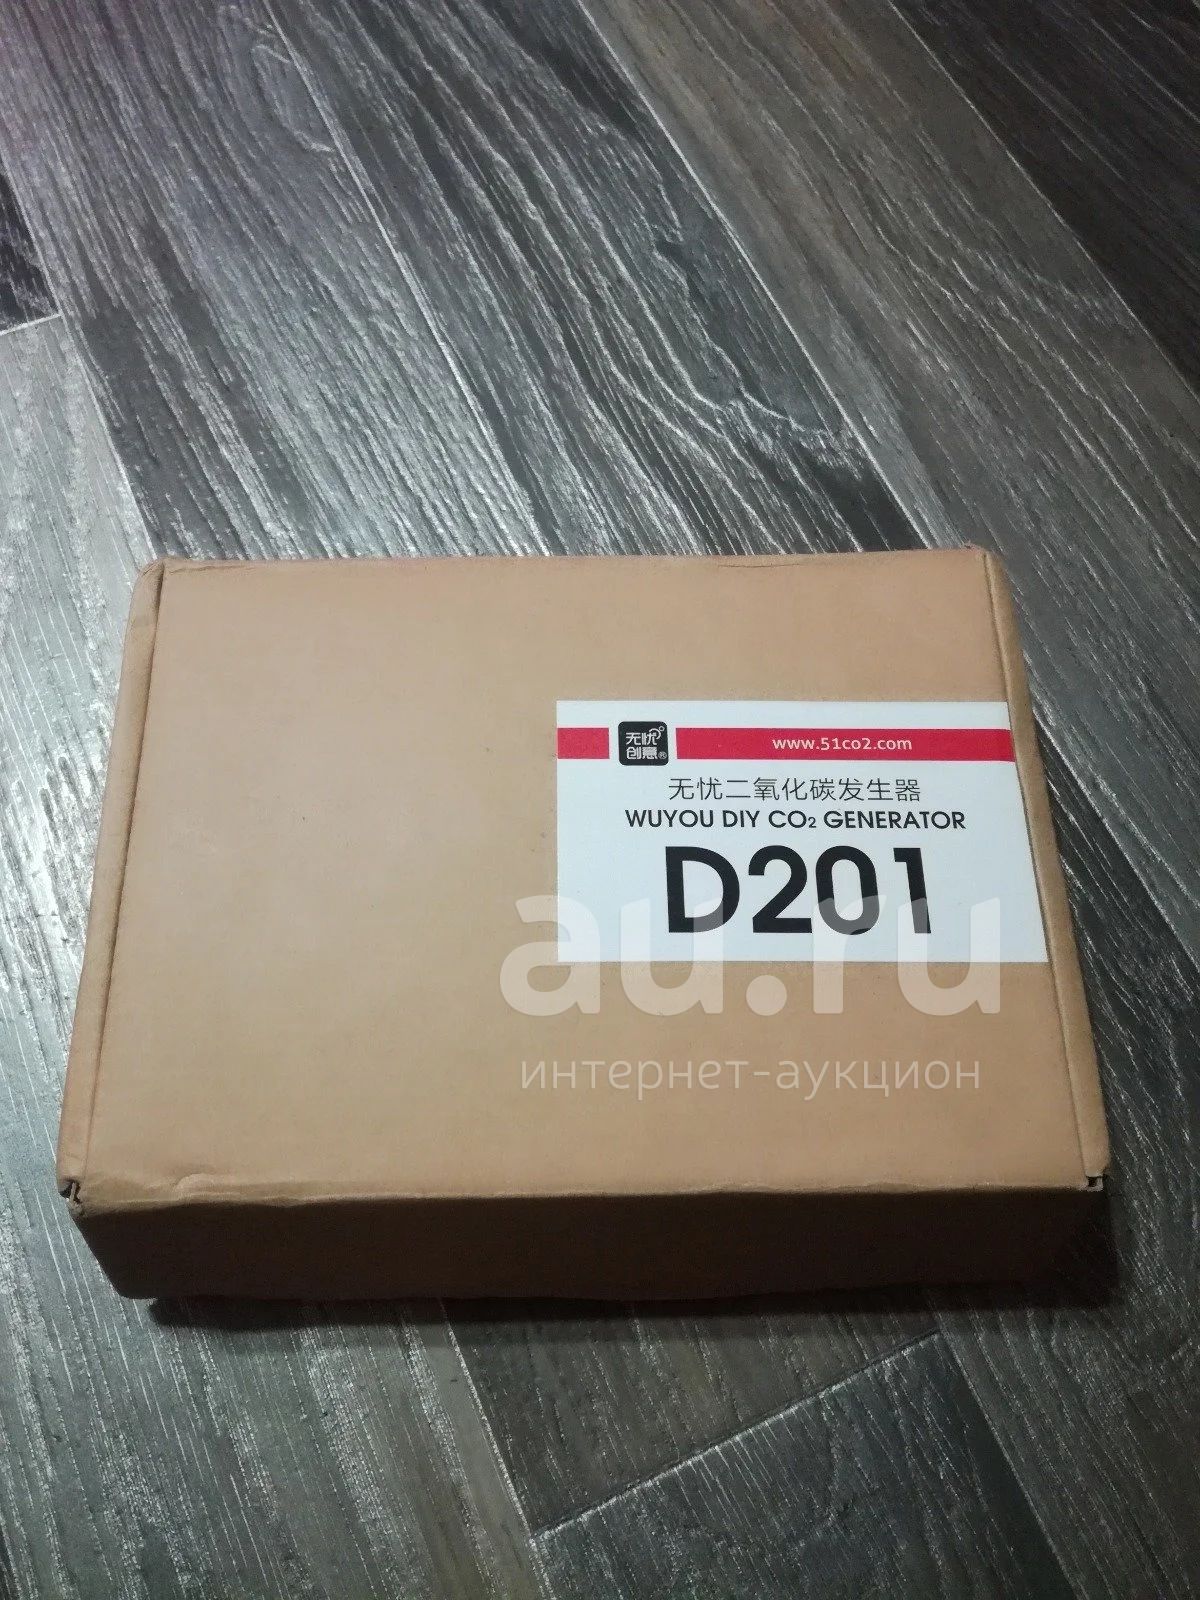 无忧
创意®
www.51co2.com
无忧二氧化碳发生器
WUYOU DIY CO₂ GENERATOR
D201
au.ru
интернет-аукцион